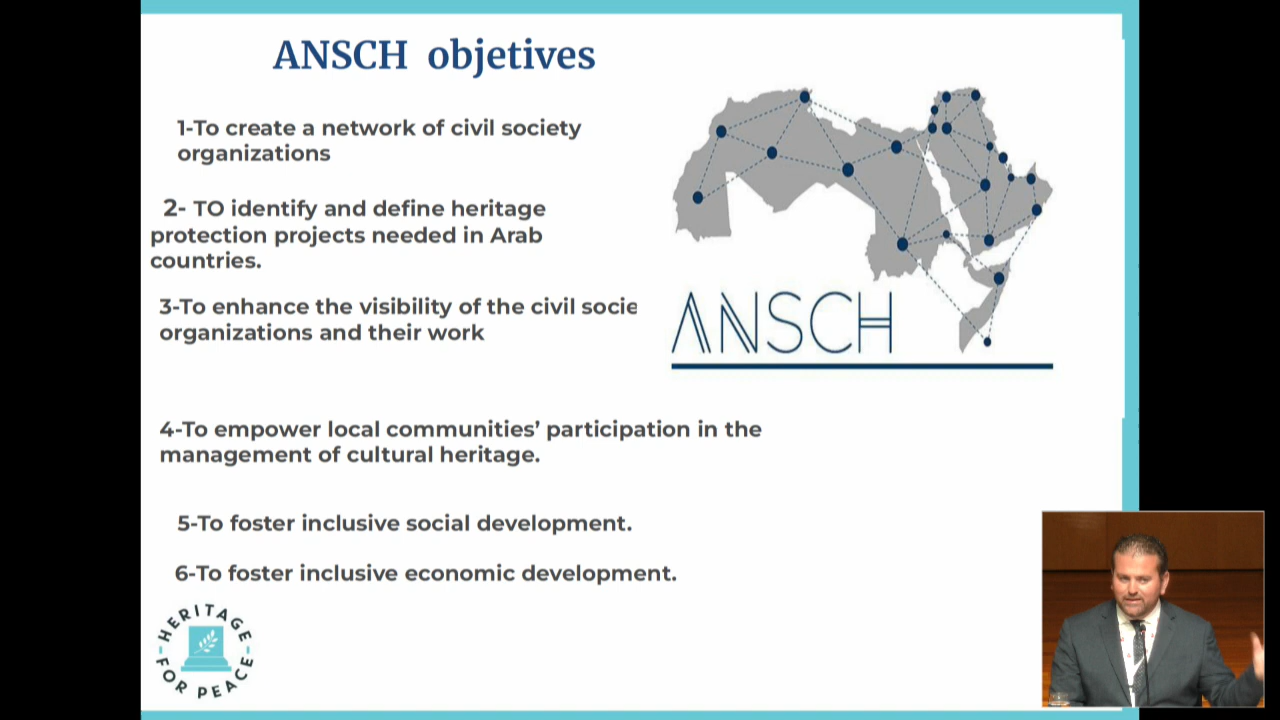 ANSCH objetives
1-To create a network of civil society
organizations
2- TO identify and define heritage
protection projects needed in Arab
countries.
3-To enhance the visibility of the civil socie
organizations and their work
ANSCH
4-To empower local communities’ participation in the
management of cultural heritage.
5-To foster inclusive social development.
6-To foster inclusive economic development.
HERITAGE
FOR PEACE